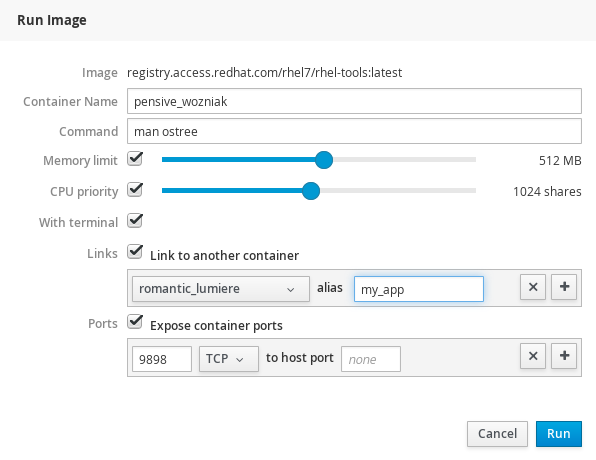 Run Image
Image registry.access.redhat.com/rhel7/rhel-tools:latest
Container Name pensive_wozniak
Command man ostree
Memory limit 512 MB
CPU priority 1024 shares
With terminal
Links Link to another container
romantic_lumiere alias my_app
Ports Expose container ports
9898 TCP to host port none
Cancel Run